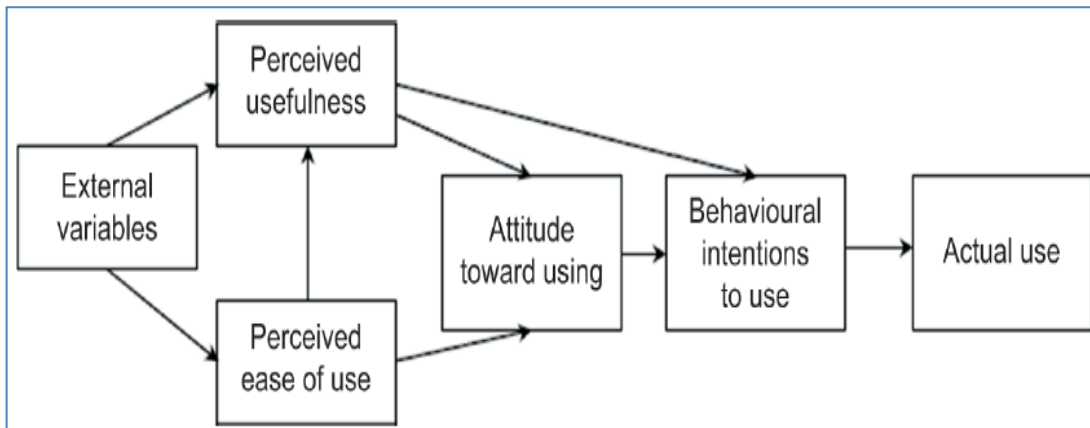 Perceived
usefulness
External
variables
Attitude
toward using
Behavioural
intentions
to use
Actual use
Perceived
ease of use